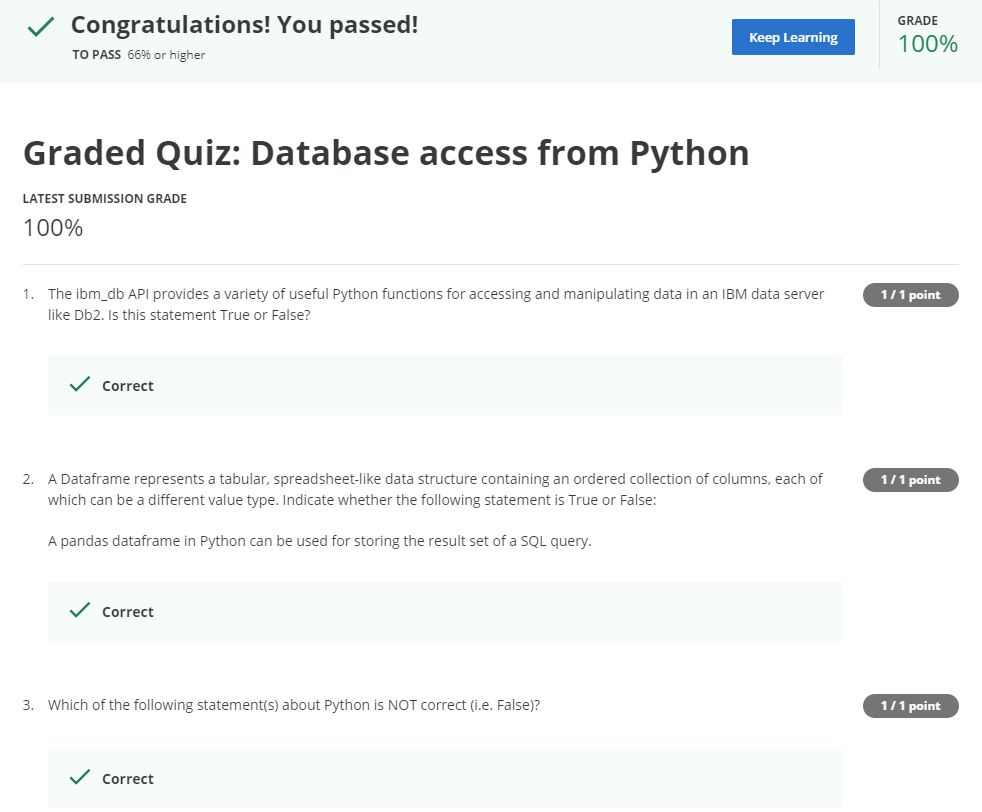 Congratulations! You passed!
TO PASS 66% or higher
Keep Learning
GRADE
100%
Graded Quiz: Database access from Python
LATEST SUBMISSION GRADE
100%
1. The ibm_db API provides a variety of useful Python functions for accessing and manipulating data in an IBM data server
like Db2. Is this statement True or False?
1 / 1 point
Correct
2. A Dataframe represents a tabular, spreadsheet-like data structure containing an ordered collection of columns, each of
which can be a different value type. Indicate whether the following statement is True or False:
1 / 1 point
A pandas dataframe in Python can be used for storing the result set of a SQL query.
Correct
3. Which of the following statement(s) about Python is NOT correct (i.e. False)?
1 / 1 point
Correct